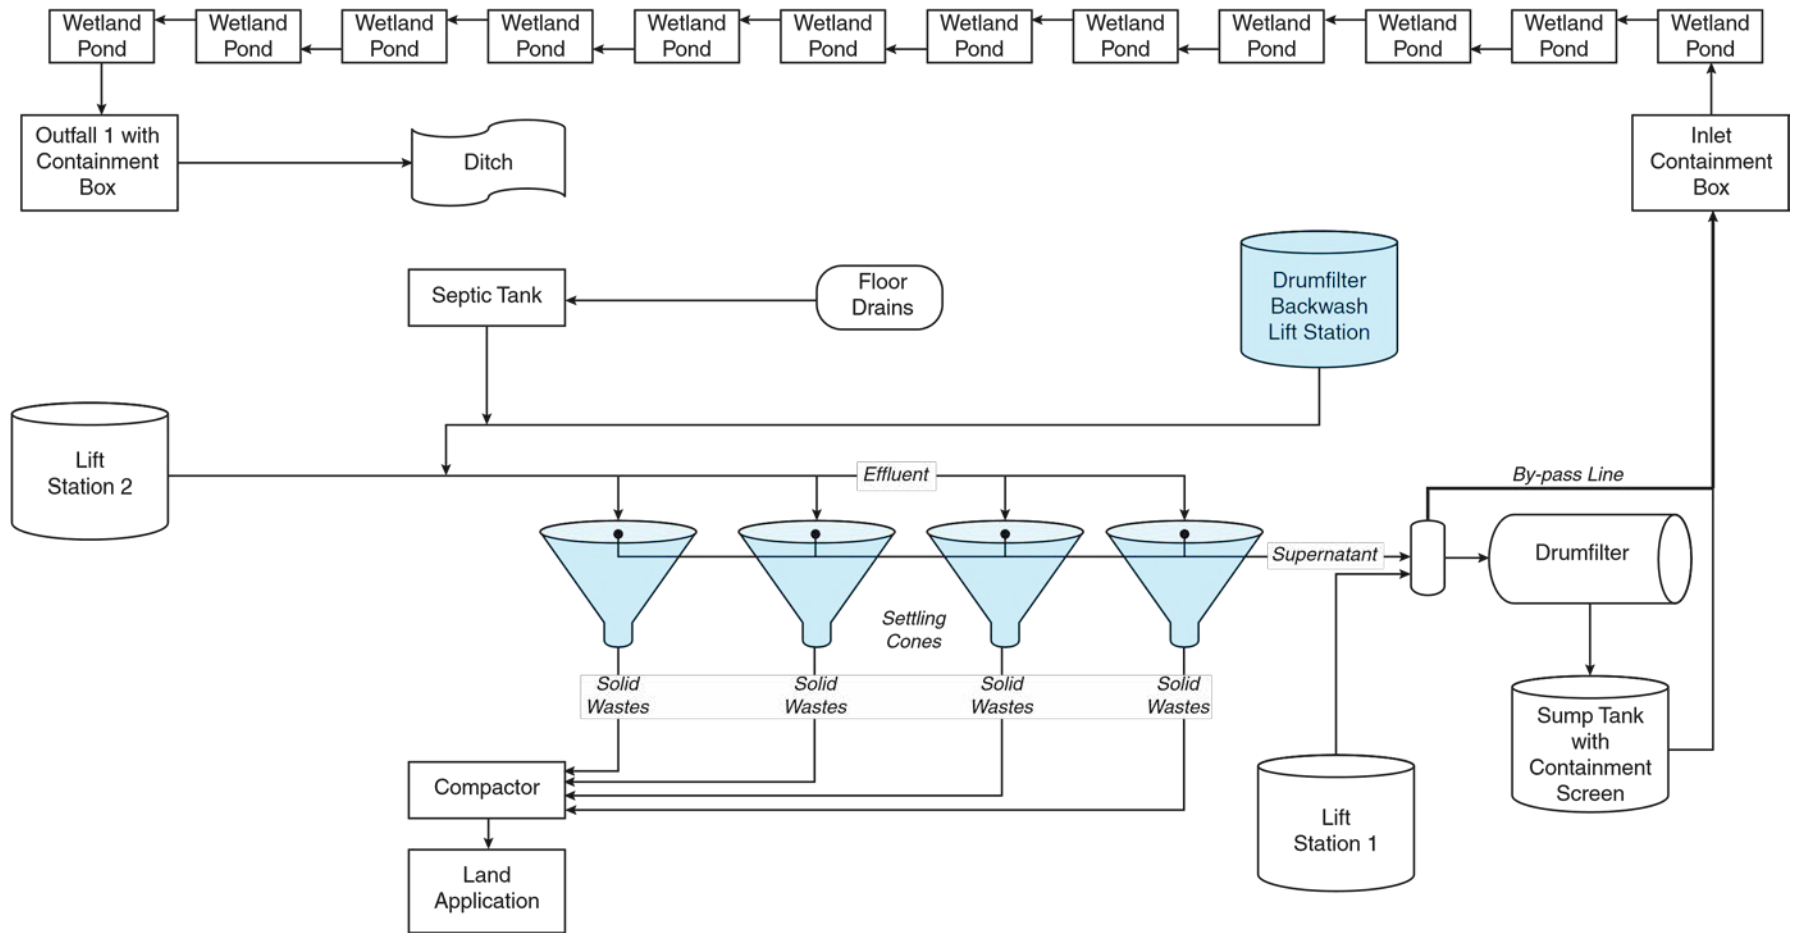 Wetland
Pond
Wetland
Pond
Wetland
Pond
Wetland
Pond
Wetland
Pond
Wetland
Pond
Wetland
Pond
Wetland
Pond
Wetland
Pond
Wetland
Pond
Wetland
Pond
Wetland
Pond
Outfall 1 with
Containment
Box
Ditch
Inlet
Containment
Box
Septic Tank
Floor
Drains
Drumfilter
Backwash
Lift Station
Lift
Station 2
Effluent
By-pass Line
Supernatant
Drumfilter
Settling
Cones
Solid
Wastes
Solid
Wastes
Solid
Wastes
Solid
Wastes
Sump Tank
with
Containment
Screen
Compactor
Lift
Station 1
Land
Application